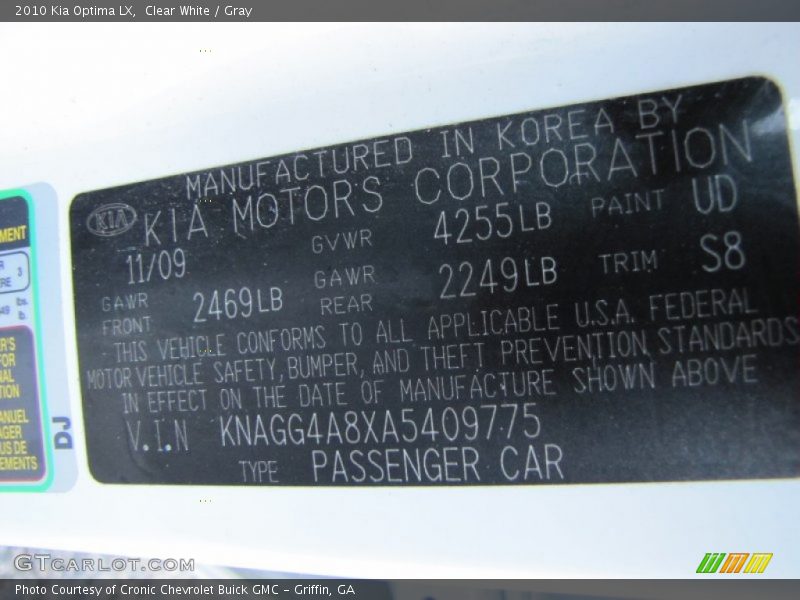 2010 Kia Optima LX, Clear White / Gray
MANUFACTURED IN KOREA BY
KIA KIA MOTORS CORPORATION
11/09 GVWR 4255LB PAINT UD
GAWR FRONT 2469LB GAWR REAR 2249LB TRIM S8
THIS VEHICLE CONFORMS TO ALL APPLICABLE U.S.A. FEDERAL
MOTOR VEHICLE SAFETY, BUMPER, AND THEFT PREVENTION STANDARDS
IN EFFECT ON THE DATE OF MANUFACTURE SHOWN ABOVE
V.I.N KNAGG4A8XA5409775
TYPE PASSENGER CAR
DJ
GTcarlot.com
Photo Courtesy of Cronic Chevrolet Buick GMC – Griffin, GA